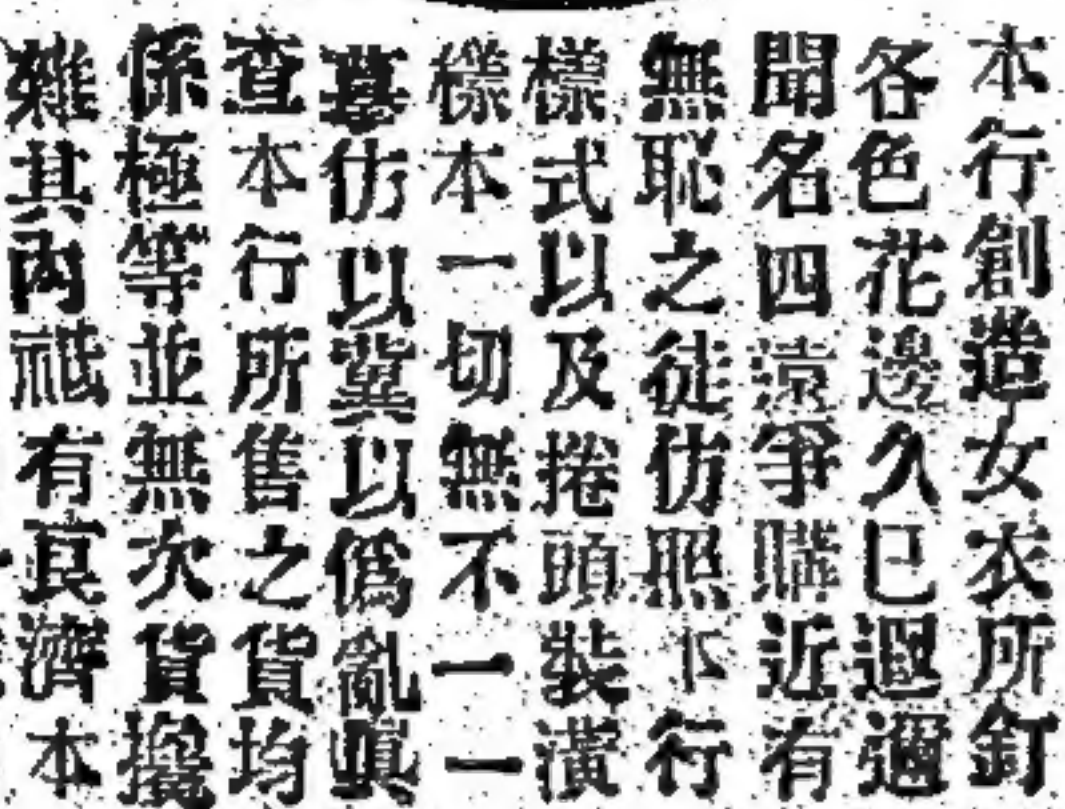 本行創造女衣所釘
各色花邊久已遐邇
聞名四遠爭購近有
無恥之徒仿照本行
樣式以及捲頭裝潢
樣本一切無不一一
摹仿以冀以僞亂眞
查本行所售之貨均
係極等並無次貨攙
雜其內祇有真濟本